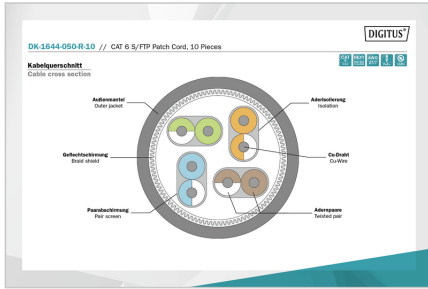 DIGITUS®
DK-1644-050-R-10 // CAT 6 S/FTP Patch Cord, 10 Pieces
Kabelquerschnitt
Cable cross section
Außenmantel
Outer jacket
Aderisolierung
Isolation
Geflechtschirmung
Braid shield
Cu-Draht
Cu-Wire
Paarabschirmung
Pair screen
Adernpaare
Twisted pair